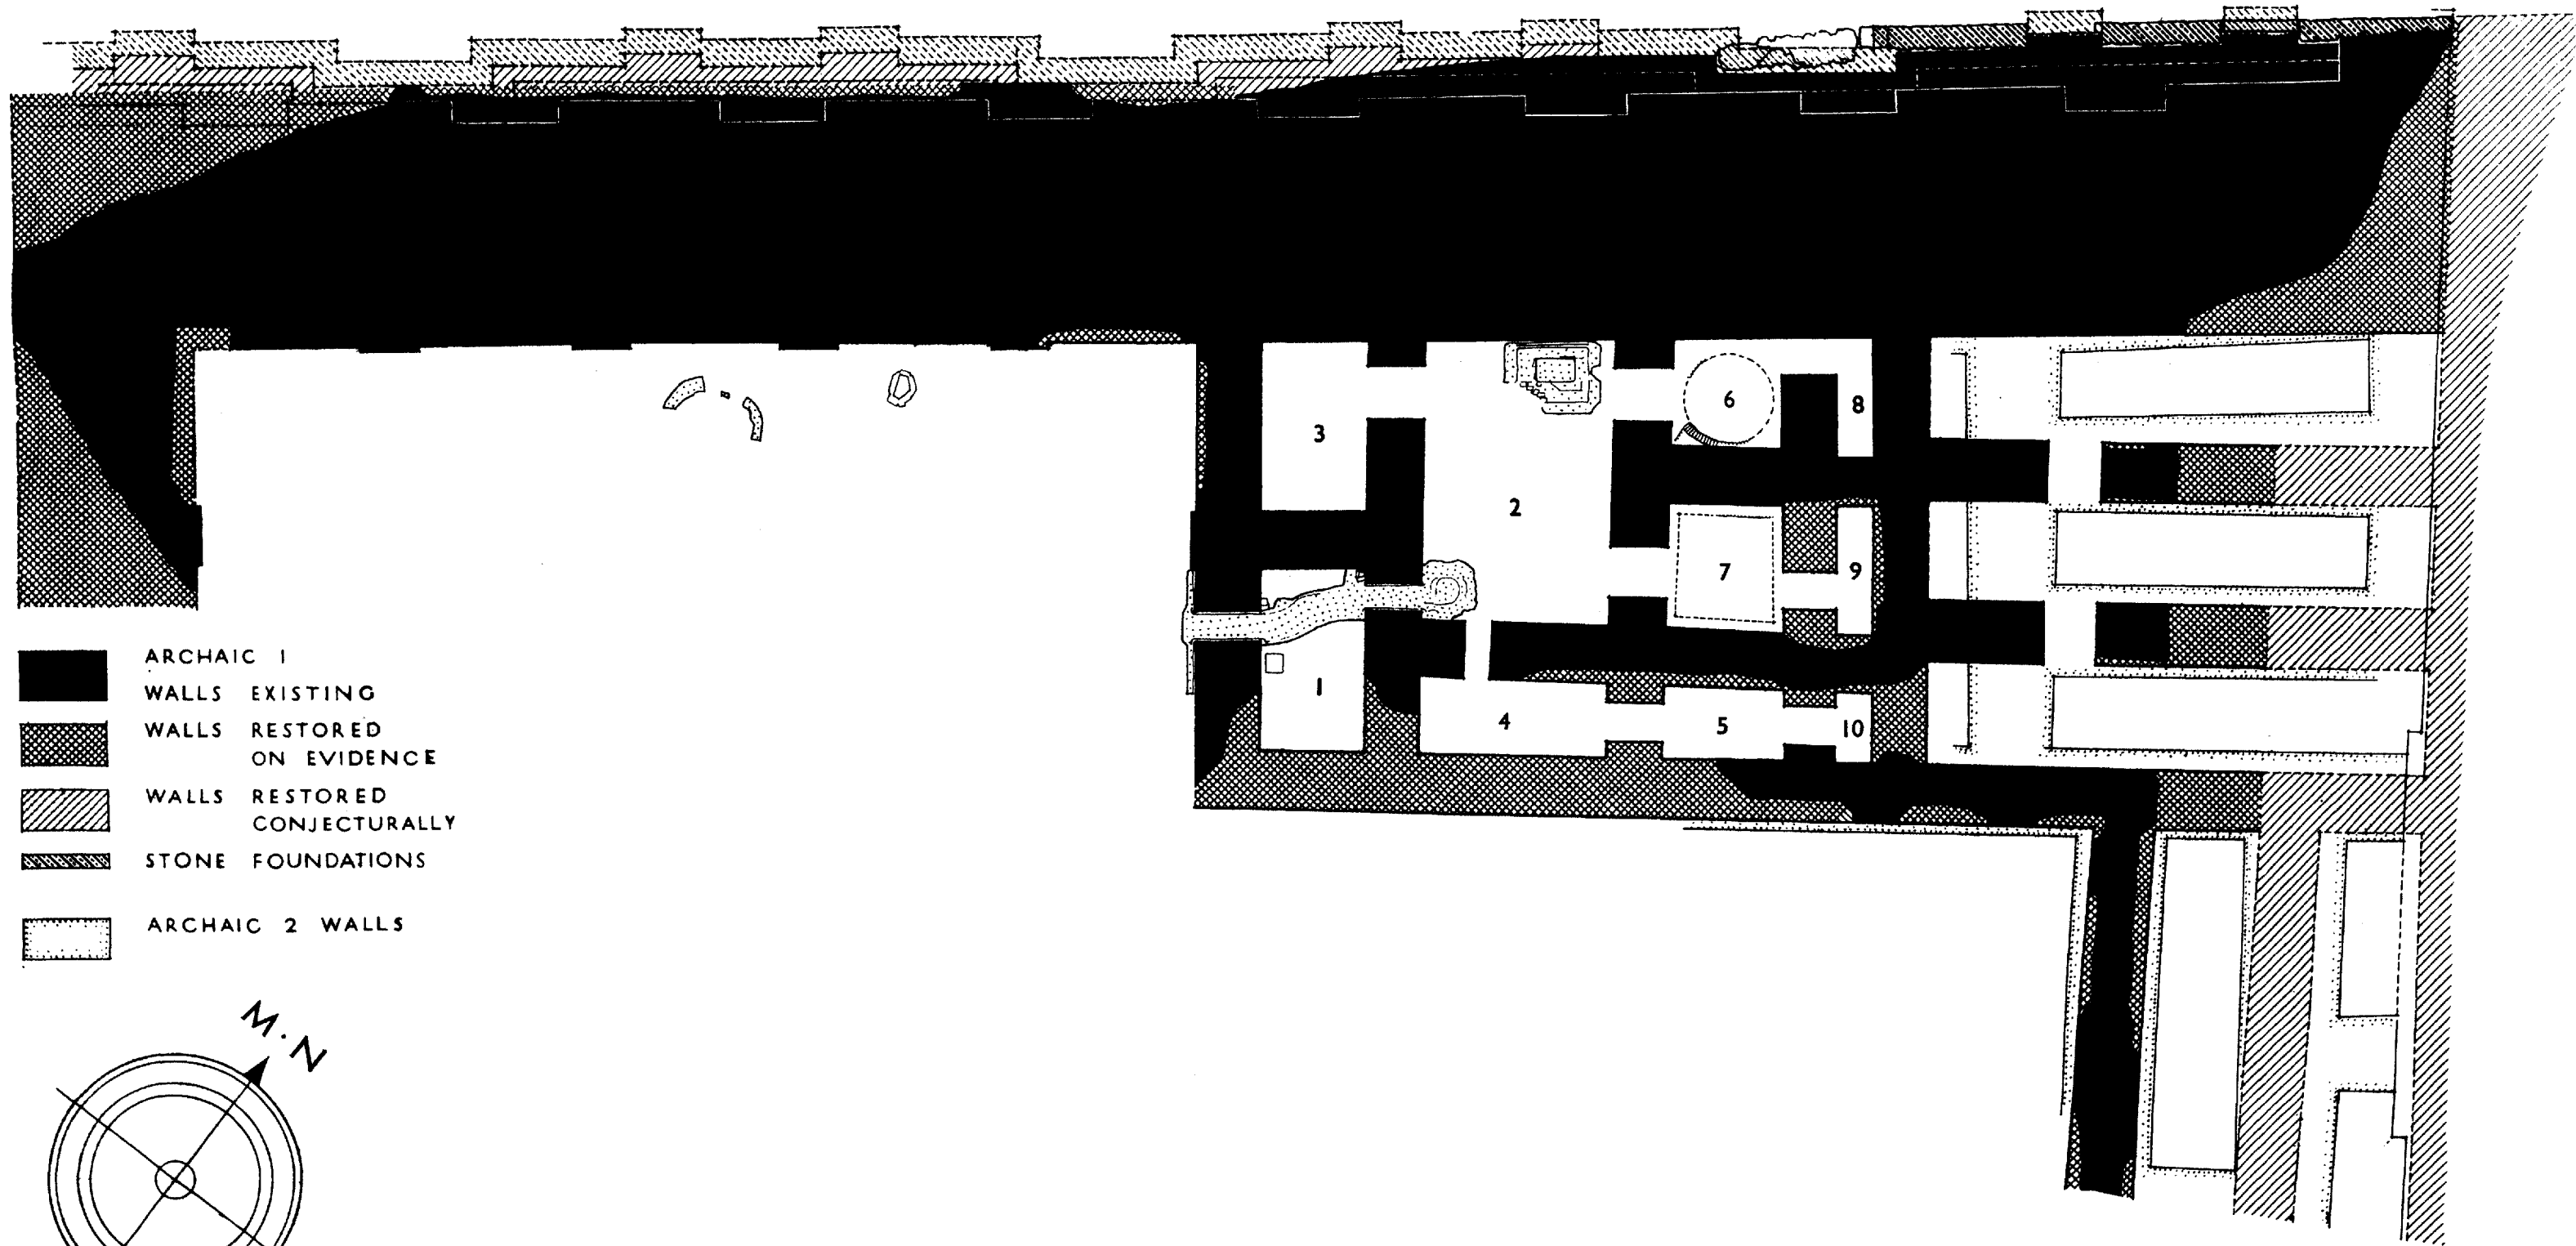 6
8
3
2
7
9
1
4
5
10
ARCHAIC 1
WALLS EXISTING
WALLS RESTORED
ON EVIDENCE
WALLS RESTORED
CONJECTURALLY
STONE FOUNDATIONS
ARCHAIC 2 WALLS
M.N